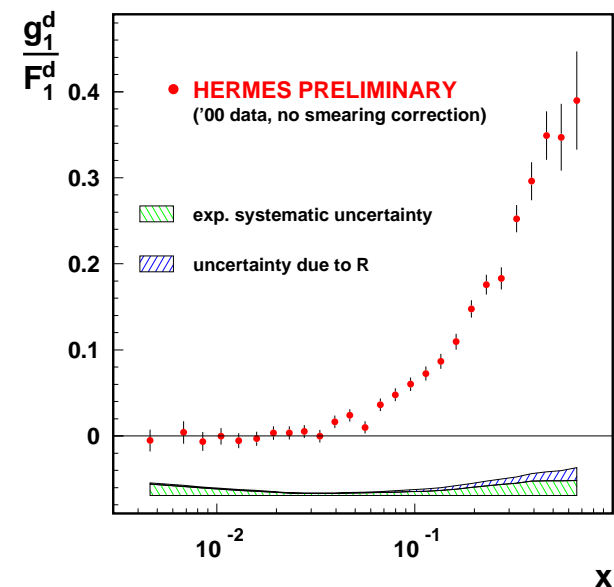 g₁ᵈ
F₁ᵈ
HERMES PRELIMINARY
('00 data, no smearing correction)
0.4
0.3
exp. systematic uncertainty
0.2
uncertainty due to R
0.1
0
10⁻² 10⁻¹
x